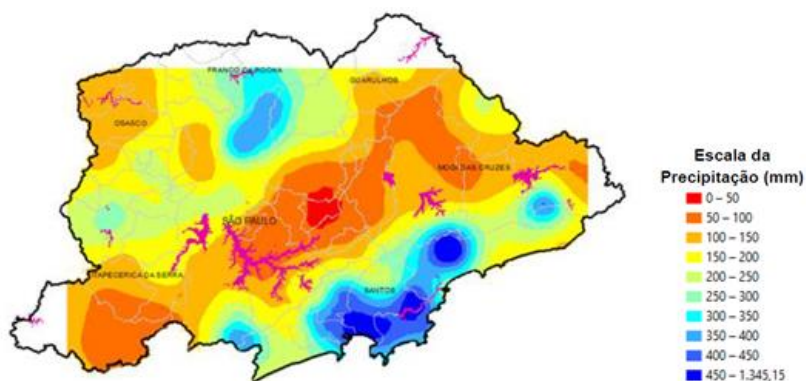 FRANCO DA ROCHA
GUARULHOS
OSASCO
MOGI DAS CRUZES
SÃO PAULO
ITAPECERICA DA SERRA
SANTOS
Escala da
Precipitação (mm)
0 – 50
50 – 100
100 – 150
150 – 200
200 – 250
250 – 300
300 – 350
350 – 400
400 – 450
450 – 1.345,15